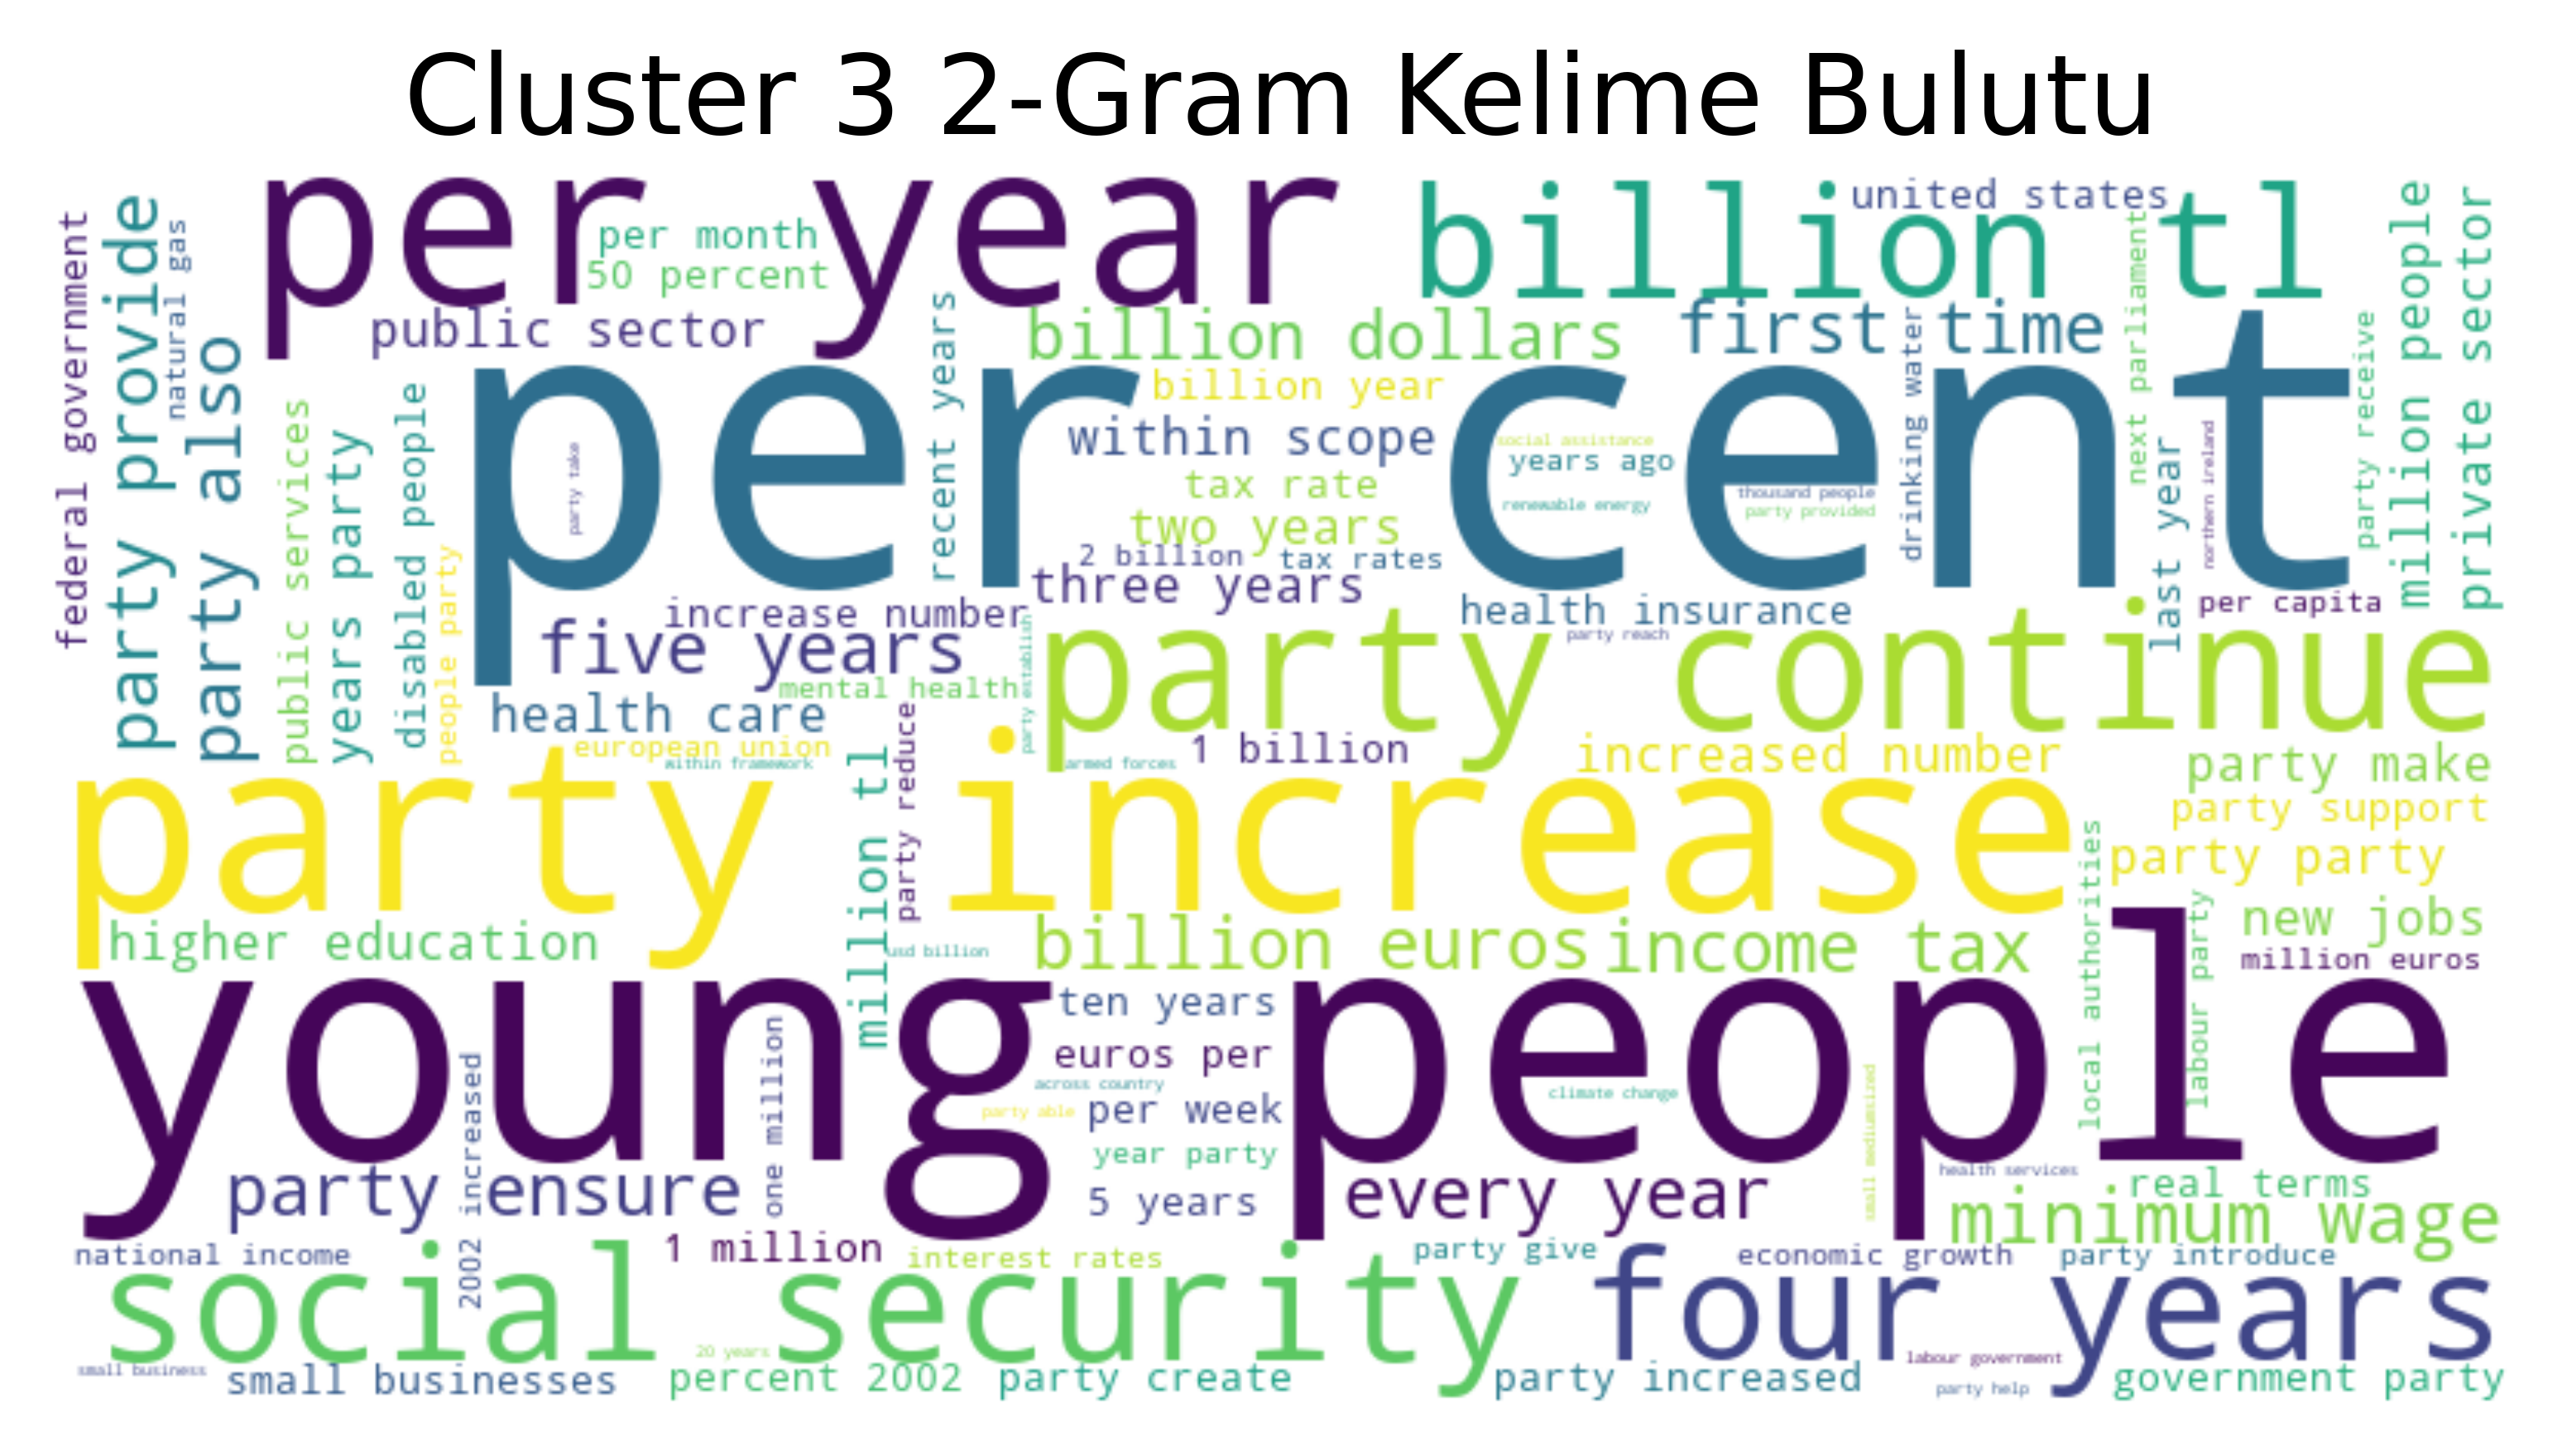 Cluster 3 2-Gram Kelime Bulutu
per year
billion tl
united states
per month
50 percent
public sector
billion dollars
first time
federal government
party provide
natural gas
party also
public services
years party
disabled people
people party
recent years
per cent
party take
billion year
within scope
tax rate
two years
2 billion
tax rates
three years
social assistance
years ago
renewable energy
thousand people
party provided
drinking water
next parliament
last year
northern ireland
party receive
million people
private sector
per capita
increase number
five years
health insurance
party reach
mental health
party establish
party continue
health care
european union
within framework
party reduce
million tl
armed forces
1 billion
increased number
party make
party increase
party support
party party
local authorities
labour party
new jobs
million euros
higher education
usd billion
billion euros
income tax
young people
ten years
euros per
across country
party able
per week
climate change
year party
5 years
small mediumsized
2002 increased
one million
party ensure
every year
health services
real terms
minimum wage
national income
1 million
interest rates
party give
economic growth
party introduce
social security
four years
20 years
small business
small businesses
percent 2002
party create
party increased
labour government
party help
government party